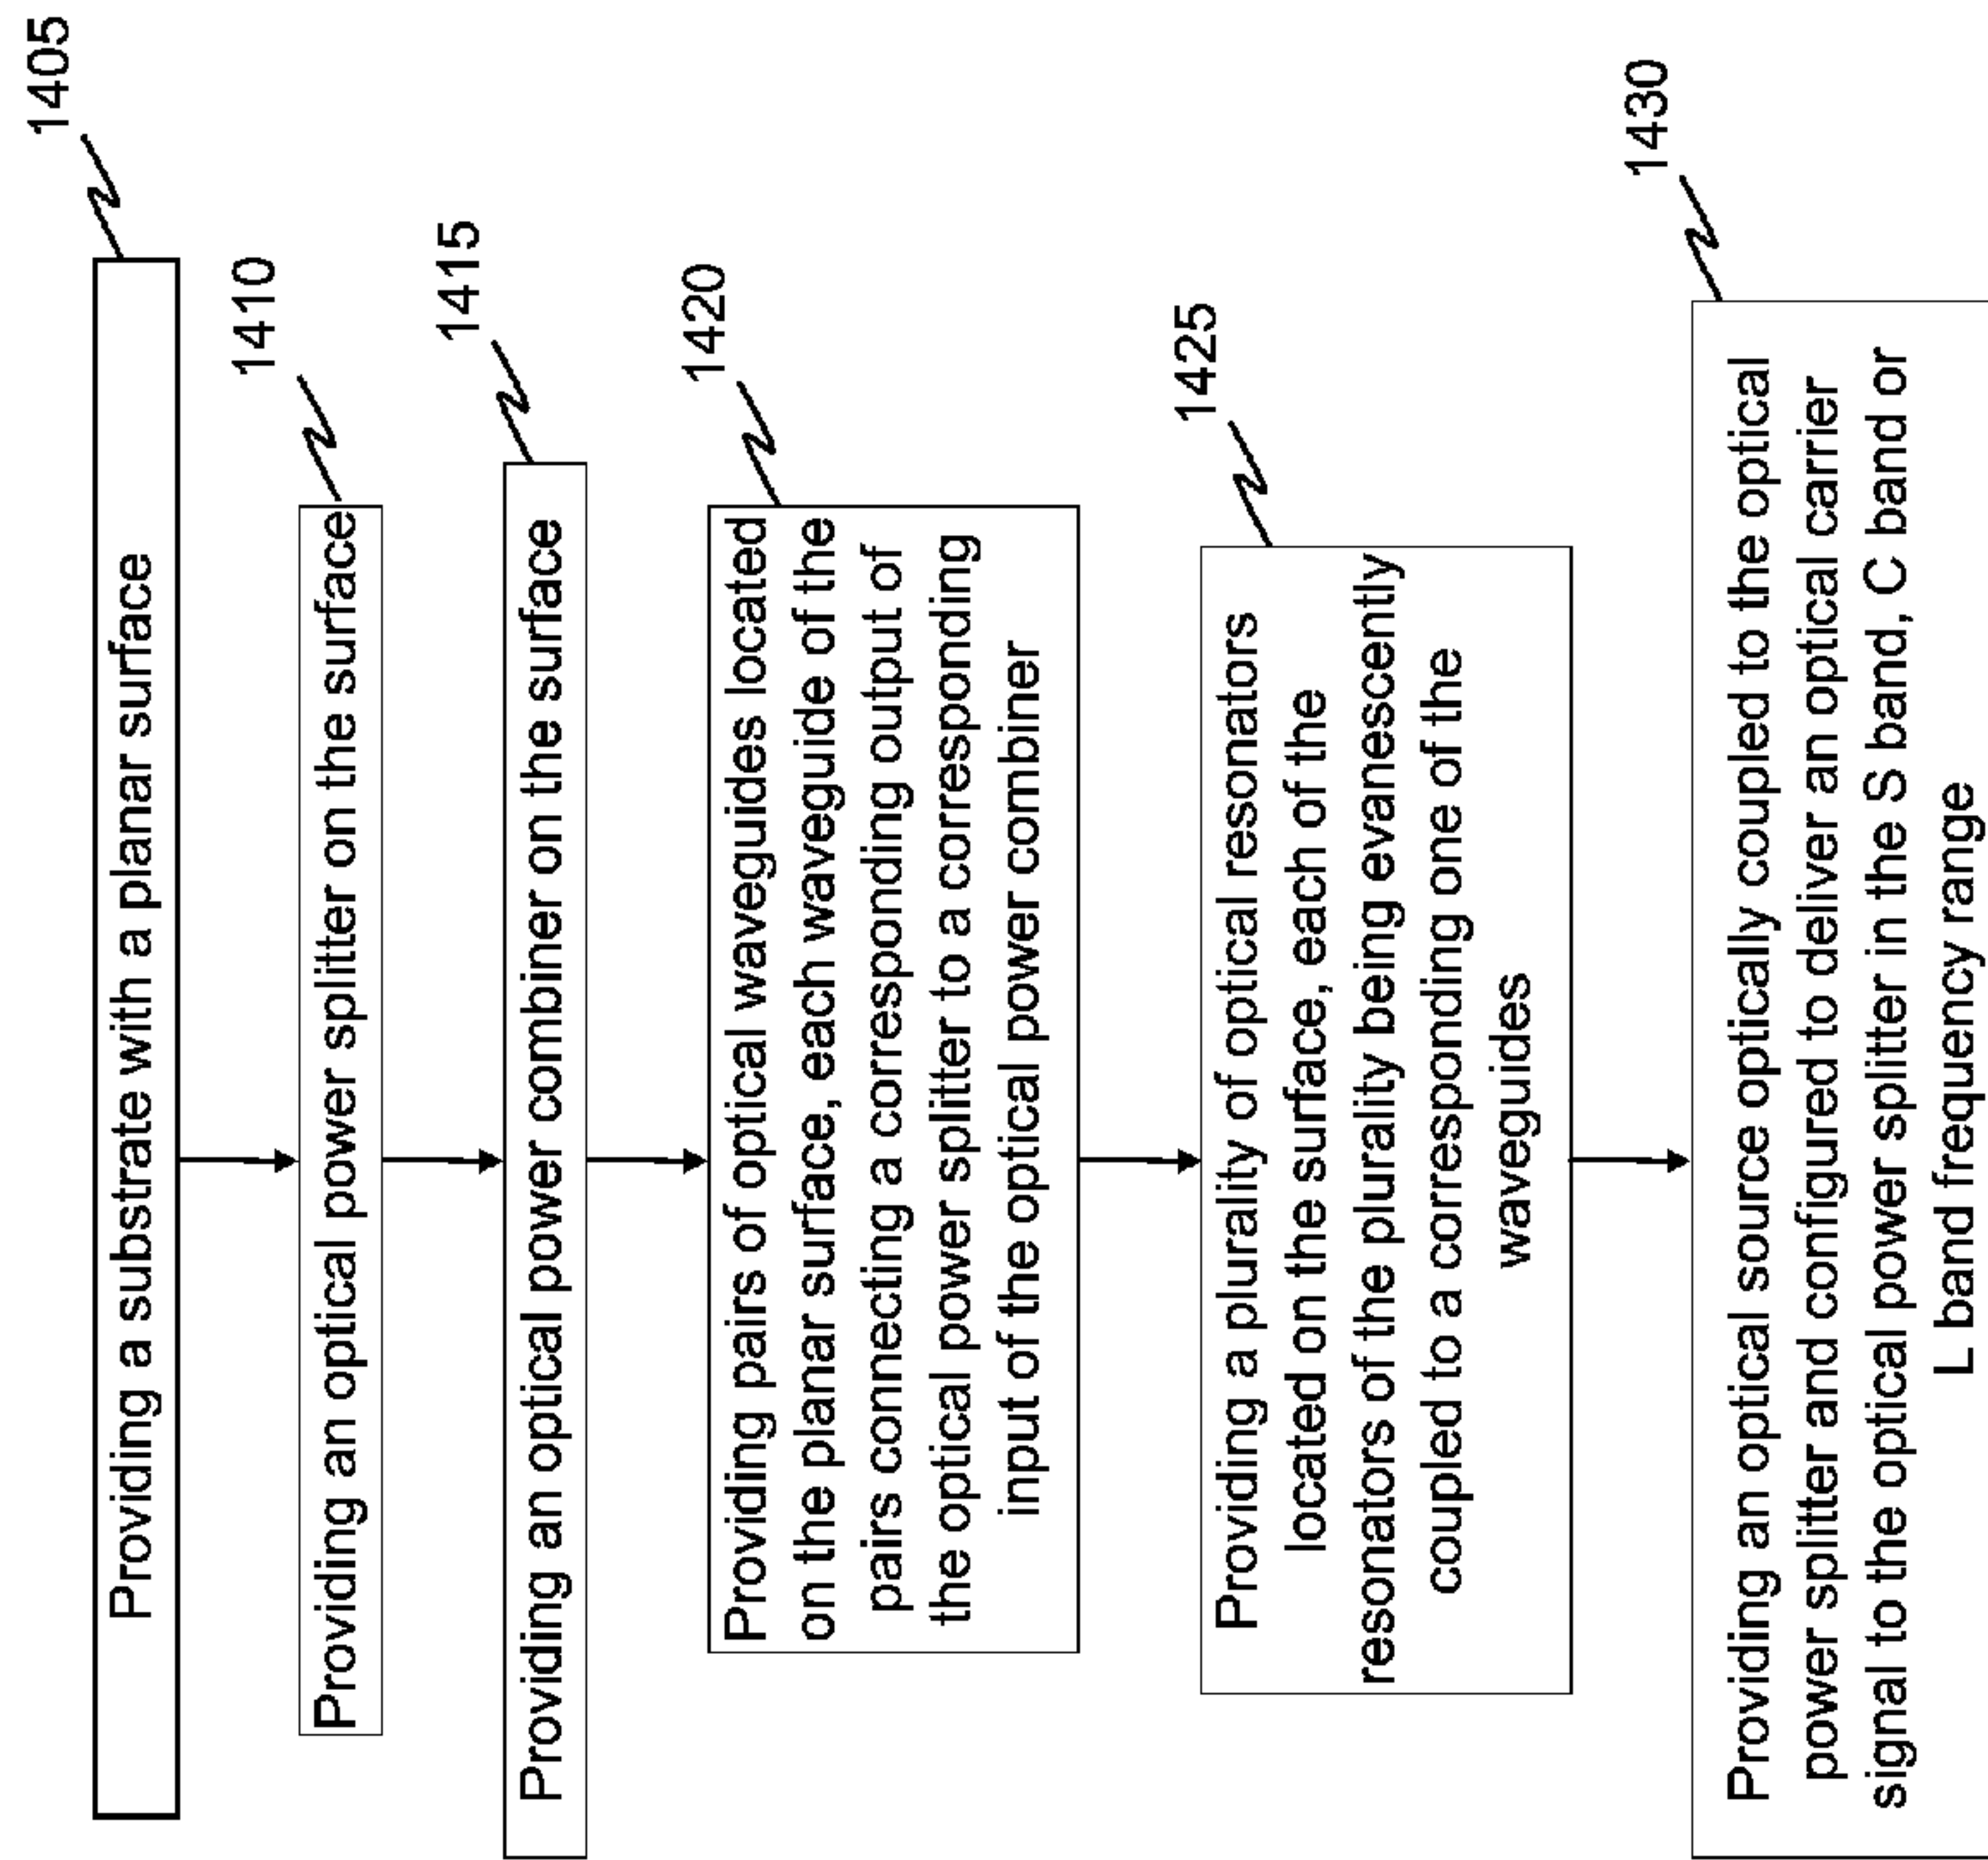 1405
Providing a substrate with a planar surface
1410
Providing an optical power splitter on the surface
1415
Providing an optical power combiner on the surface
1420
Providing pairs of optical waveguides located
on the planar surface, each waveguide of the
pairs connecting a corresponding output of
the optical power splitter to a corresponding
input of the optical power combiner
1425
Providing a plurality of optical resonators
located on the surface, each of the
resonators of the plurality being evanescently
coupled to a corresponding one of the
waveguides
1430
Providing an optical source optically coupled to the optical
power splitter and configured to deliver an optical carrier
signal to the optical power splitter in the S band, C band or
L band frequency range